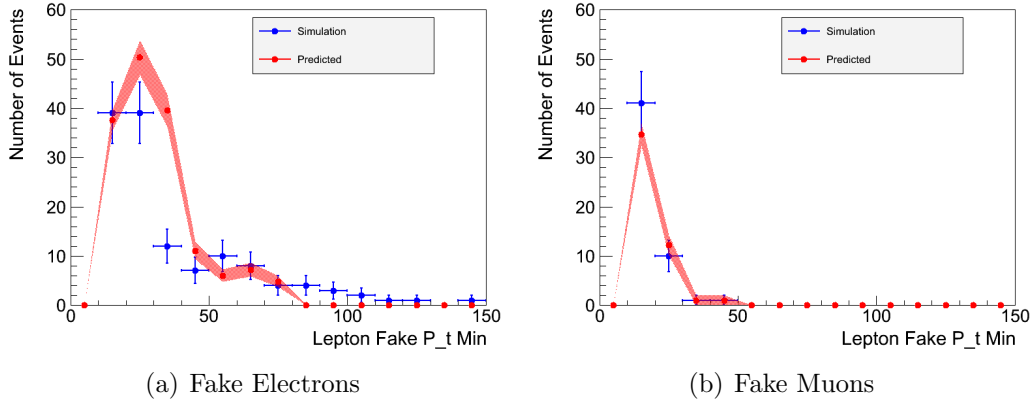 Number of Events
60
50
40
30
20
10
0
Simulation
Predicted
0 50 100 150
Lepton Fake P_t Min
(a) Fake Electrons
Number of Events
60
50
40
30
20
10
0
Simulation
Predicted
0 50 100 150
Lepton Fake P_t Min
(b) Fake Muons